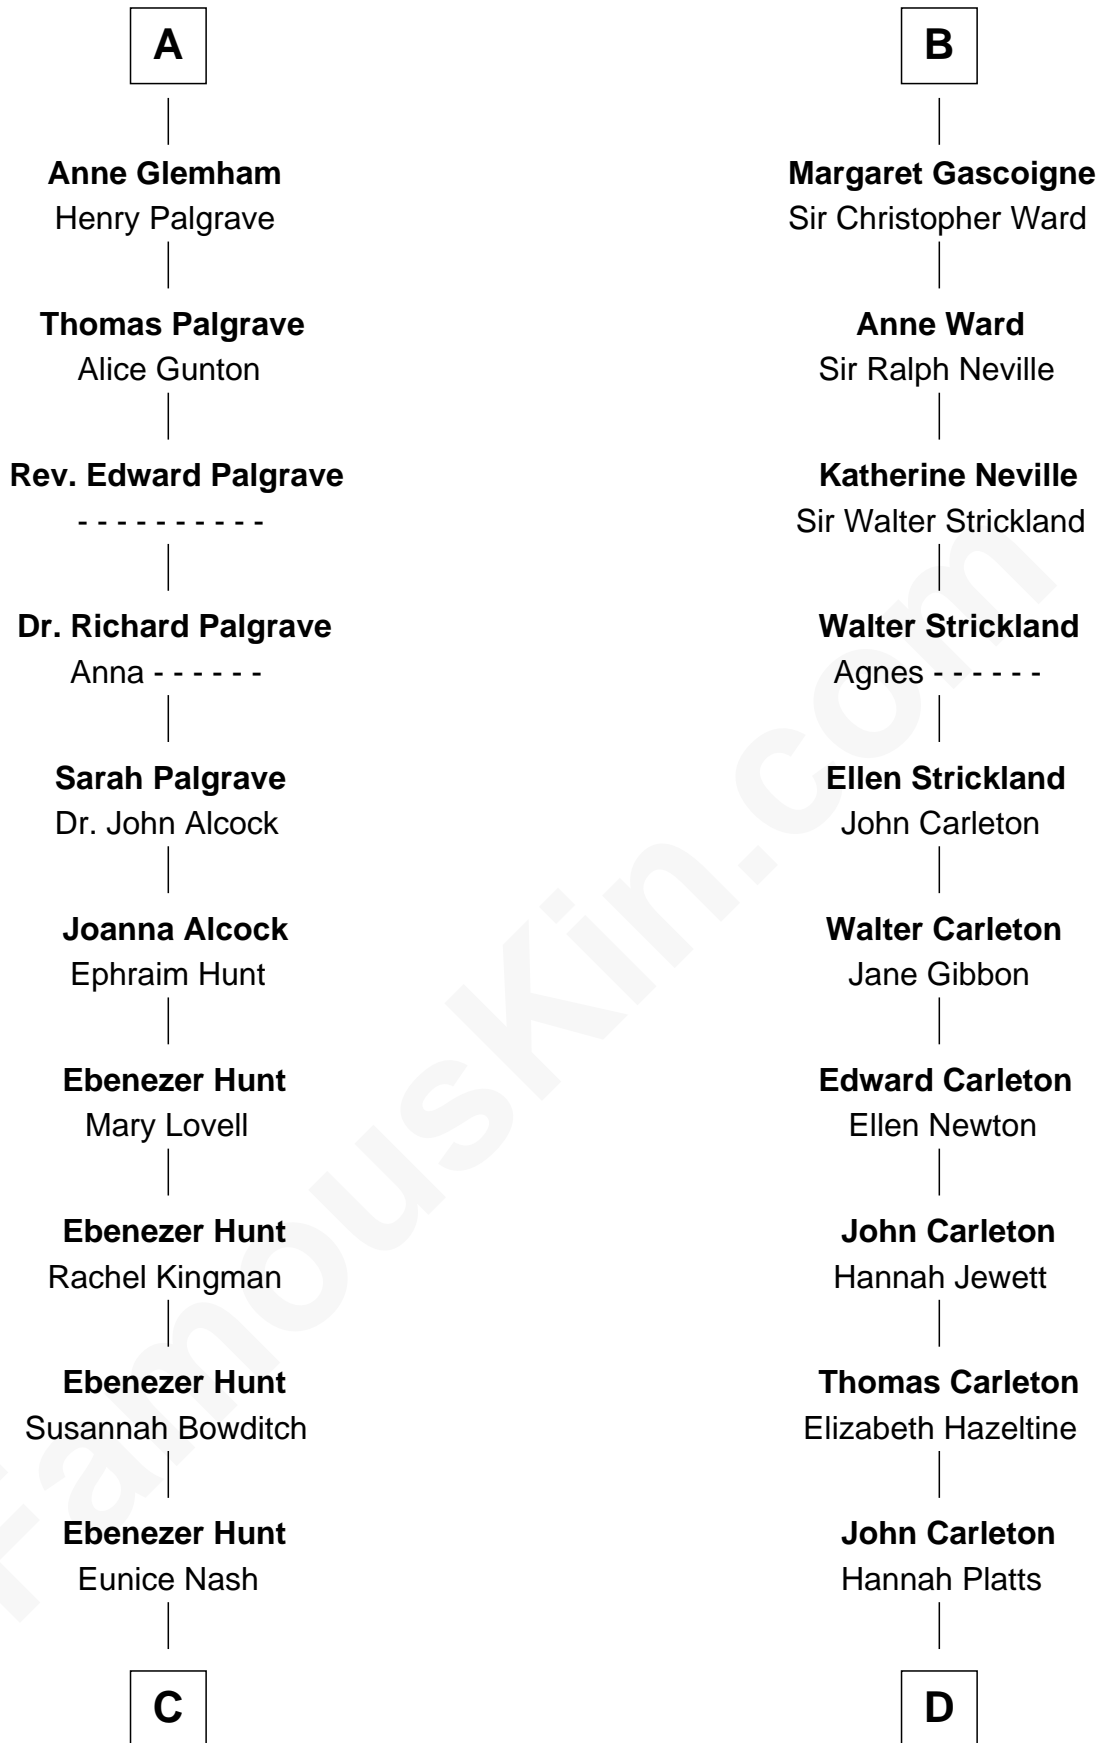 A
Anne Glemham
Henry Palgrave
Thomas Palgrave
Alice Gunton
Rev. Edward Palgrave
- - - - - - - - - -
Dr. Richard Palgrave
Anna - - - - - -
Sarah Palgrave
Dr. John Alcock
Joanna Alcock
Ephraim Hunt
Ebenezer Hunt
Mary Lovell
Ebenezer Hunt
Rachel Kingman
Ebenezer Hunt
Susannah Bowditch
Ebenezer Hunt
Eunice Nash
C
B
Margaret Gascoigne
Sir Christopher Ward
Anne Ward
Sir Ralph Neville
Katherine Neville
Sir Walter Strickland
Walter Strickland
Agnes - - - - - -
Ellen Strickland
John Carleton
Walter Carleton
Jane Gibbon
Edward Carleton
Ellen Newton
John Carleton
Hannah Jewett
Thomas Carleton
Elizabeth Hazeltine
John Carleton
Hannah Platts
D
FamousKin.com